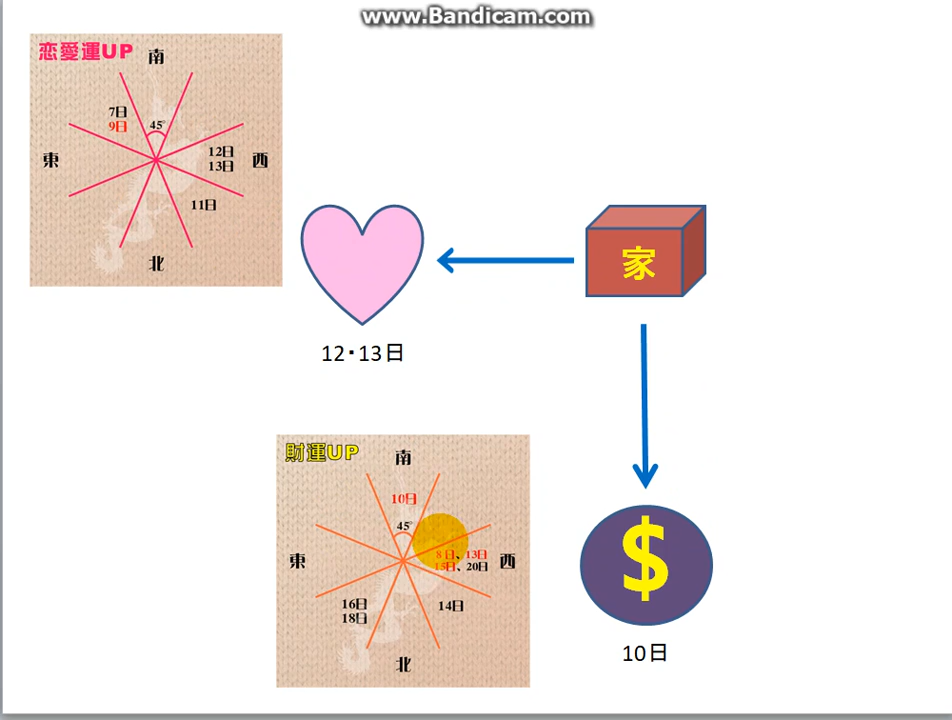 www.Bandicam.com
恋愛運UP
南
7日
9日
45°
東
12日
13日
西
11日
北
家
12・13日
財運UP
南
10日
45°
東
8日、13日
15日、20日
西
16日
18日
14日
北
$
10日